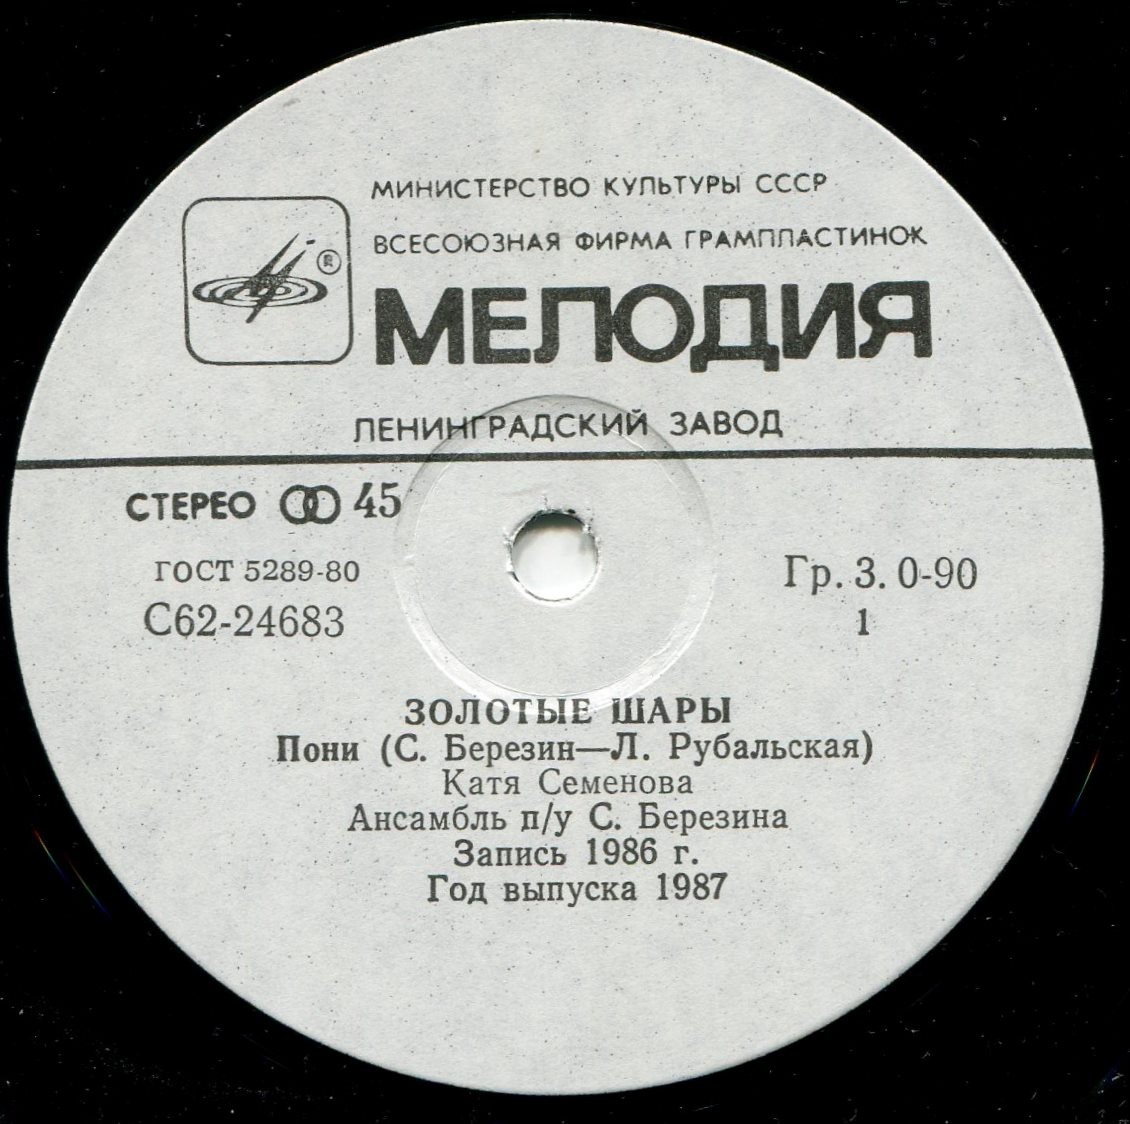 МИНИСТЕРСТВО КУЛЬТУРЫ СССР
ВСЕСОЮЗНАЯ ФИРМА ГРАМПЛАСТИНОК
®
МЕЛОДИЯ
ЛЕНИНГРАДСКИЙ ЗАВОД
СТЕРЕО 45
ГОСТ 5289-80
Гр. 3. 0-90
С62-24683
1
ЗОЛОТЫЕ ШАРЫ
Пони (С. Березин—Л. Рубальская)
Катя Семенова
Ансамбль п/у С. Березина
Запись 1986 г.
Год выпуска 1987